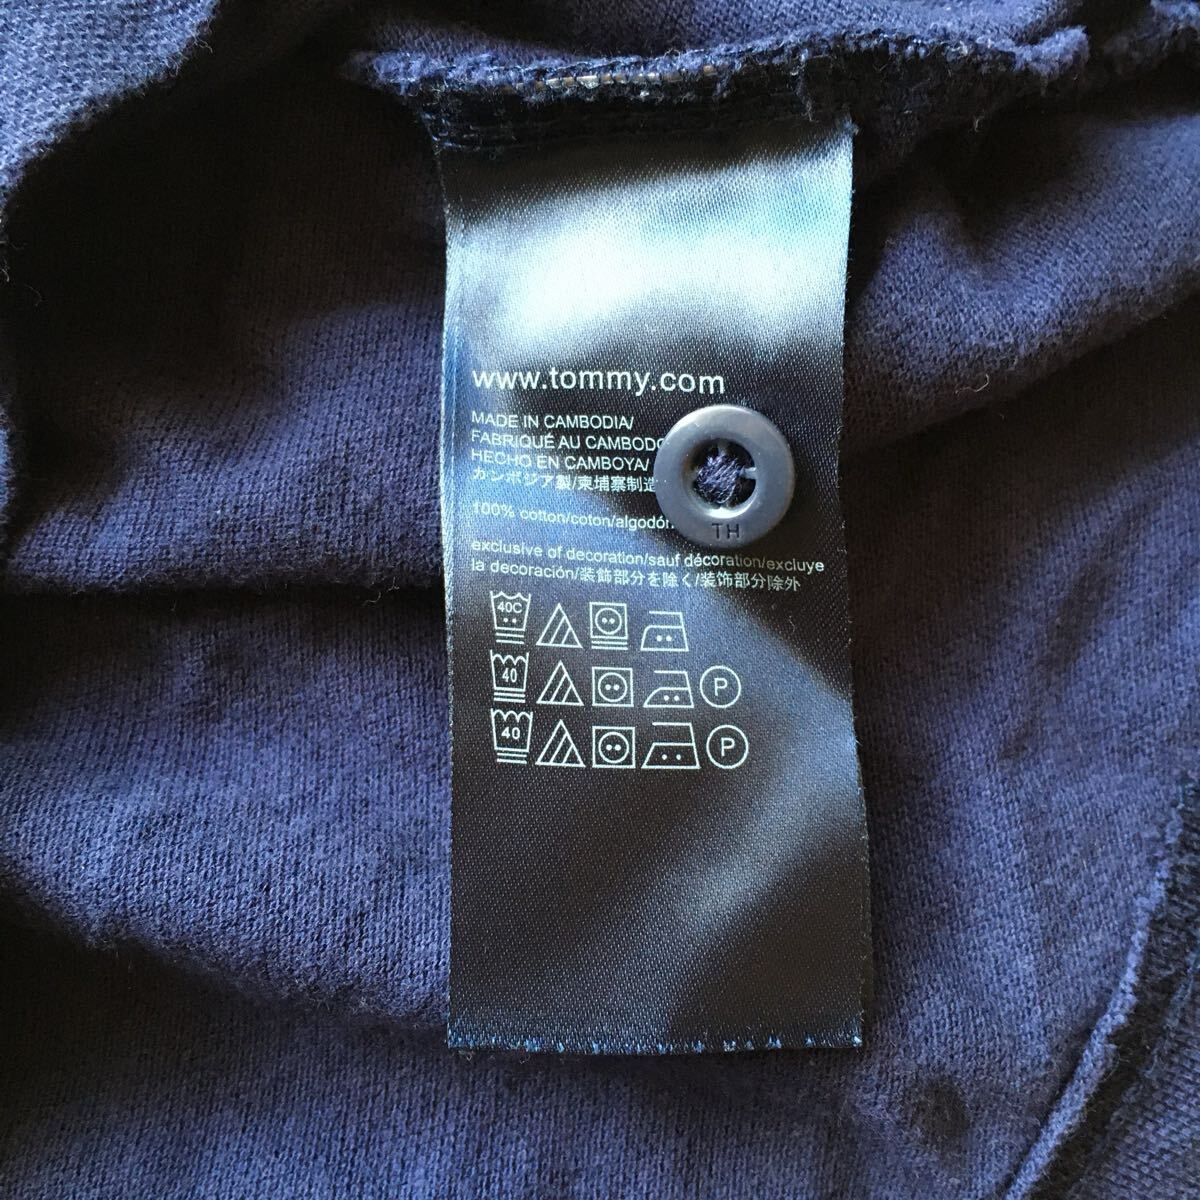 www.tommy.com
MADE IN CAMBODIA/
FABRIQUÉ AU
HECHO EN CAMBOYA/
カンボジア製/柬埔寨制造
100% cotton/coton/algodón
TH
exclusive of decoration/sauf décoration/excluye
la decoración/装飾部分を除く/装饰部分除外
40C
40 P
40 P